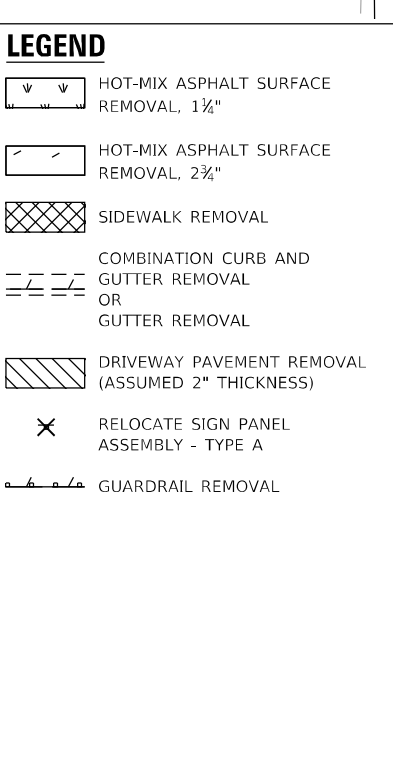 LEGEND
HOT-MIX ASPHALT SURFACE
REMOVAL, 1¼"
HOT-MIX ASPHALT SURFACE
REMOVAL, 2¾"
SIDEWALK REMOVAL
COMBINATION CURB AND
GUTTER REMOVAL
OR
GUTTER REMOVAL
DRIVEWAY PAVEMENT REMOVAL
(ASSUMED 2" THICKNESS)
RELOCATE SIGN PANEL
ASSEMBLY - TYPE A
GUARDRAIL REMOVAL